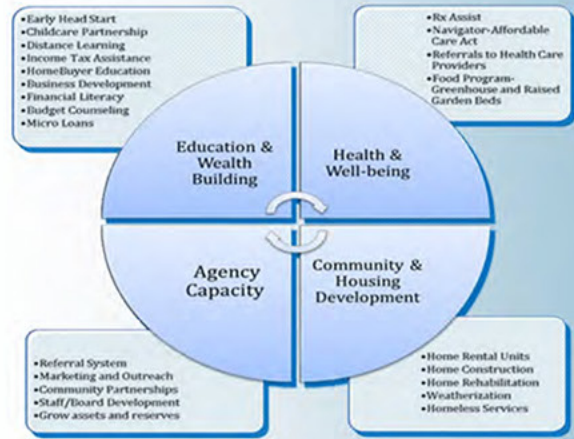 •Early Head Start
•Childcare Partnership
•Distance Learning
•Income Tax Assistance
•HomeBuyer Education
•Business Development
•Financial Literacy
•Budget Counseling
•Micro Loans
•Rx Assist
•Navigator-Affordable
Care Act
•Referrals to Health Care
Providers
•Food Program-
Greenhouse and Raised
Garden Beds
Education &
Wealth
Building
Health &
Well-being
Agency
Capacity
Community &
Housing
Development
•Referral System
•Marketing and Outreach
•Community Partnerships
•Staff/Board Development
•Grow assets and reserves
•Home Rental Units
•Home Construction
•Home Rehabilitation
•Weatherization
•Homeless Services